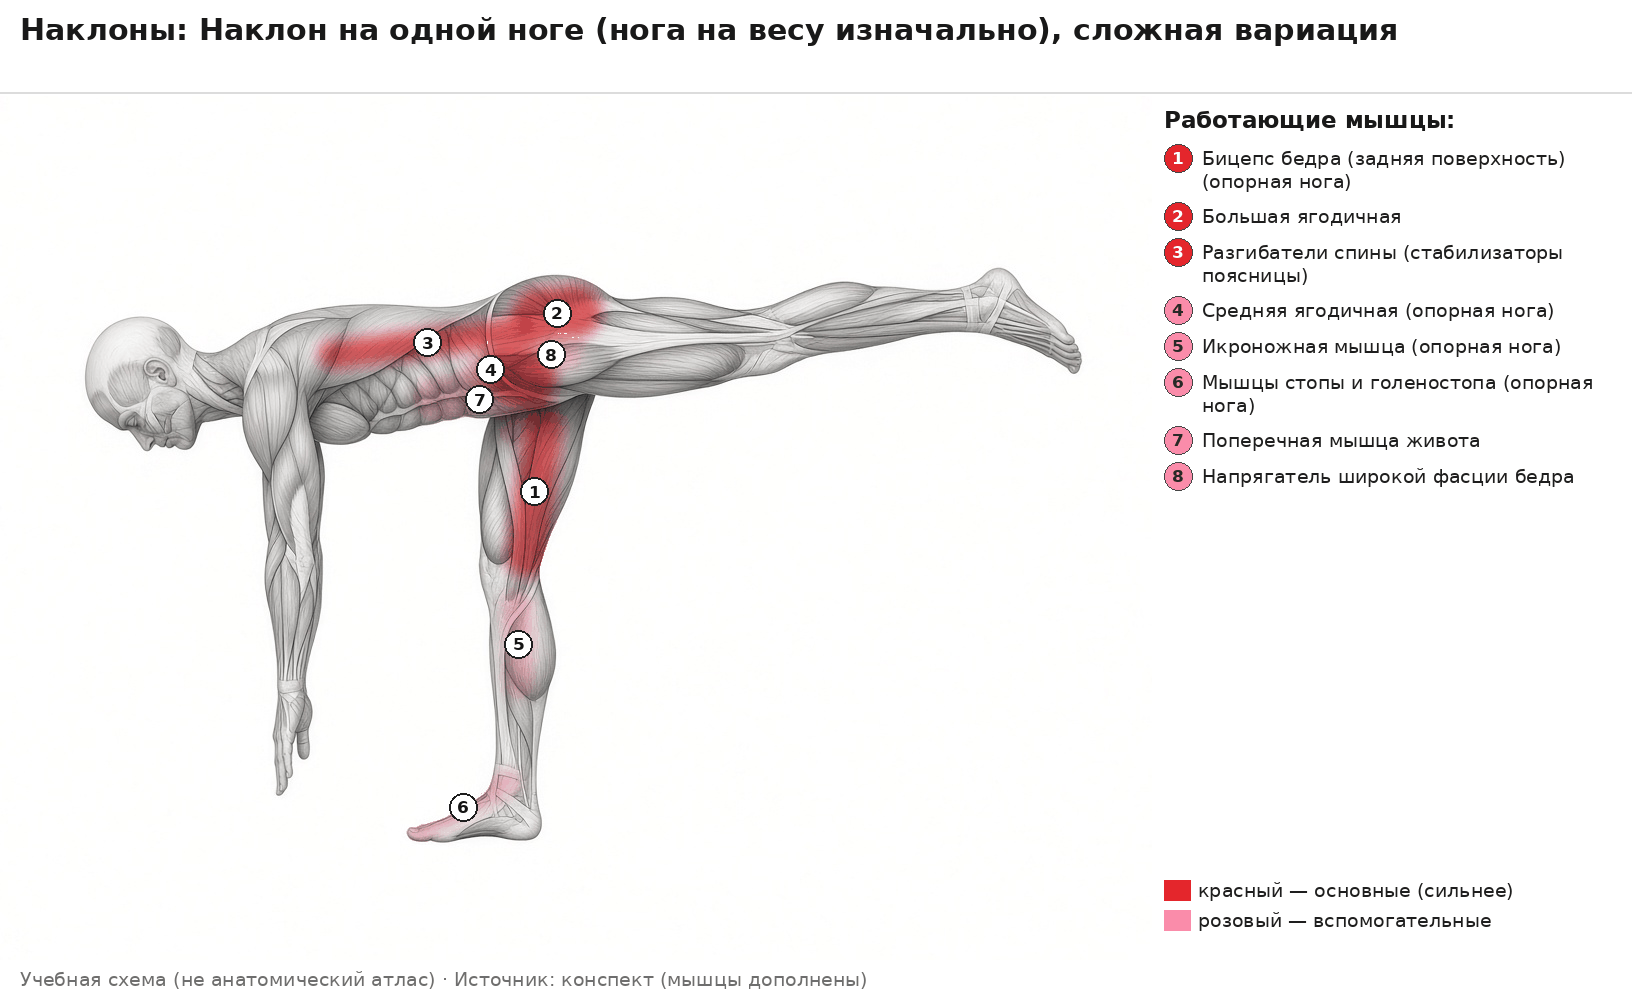 Наклоны: Наклон на одной ноге (нога на весу изначально), сложная вариация
Работающие мышцы:
1 Бицепс бедра (задняя поверхность)
(опорная нога)
2 Большая ягодичная
3 Разгибатели спины (стабилизаторы
поясницы)
4 Средняя ягодичная (опорная нога)
5 Икроножная мышца (опорная нога)
6 Мышцы стопы и голеностопа (опорная
нога)
7 Поперечная мышца живота
8 Напрягатель широкой фасции бедра
2
3
8
4
7
1
5
6
красный — основные (сильнее)
розовый — вспомогательные
Учебная схема (не анатомический атлас) · Источник: конспект (мышцы дополнены)